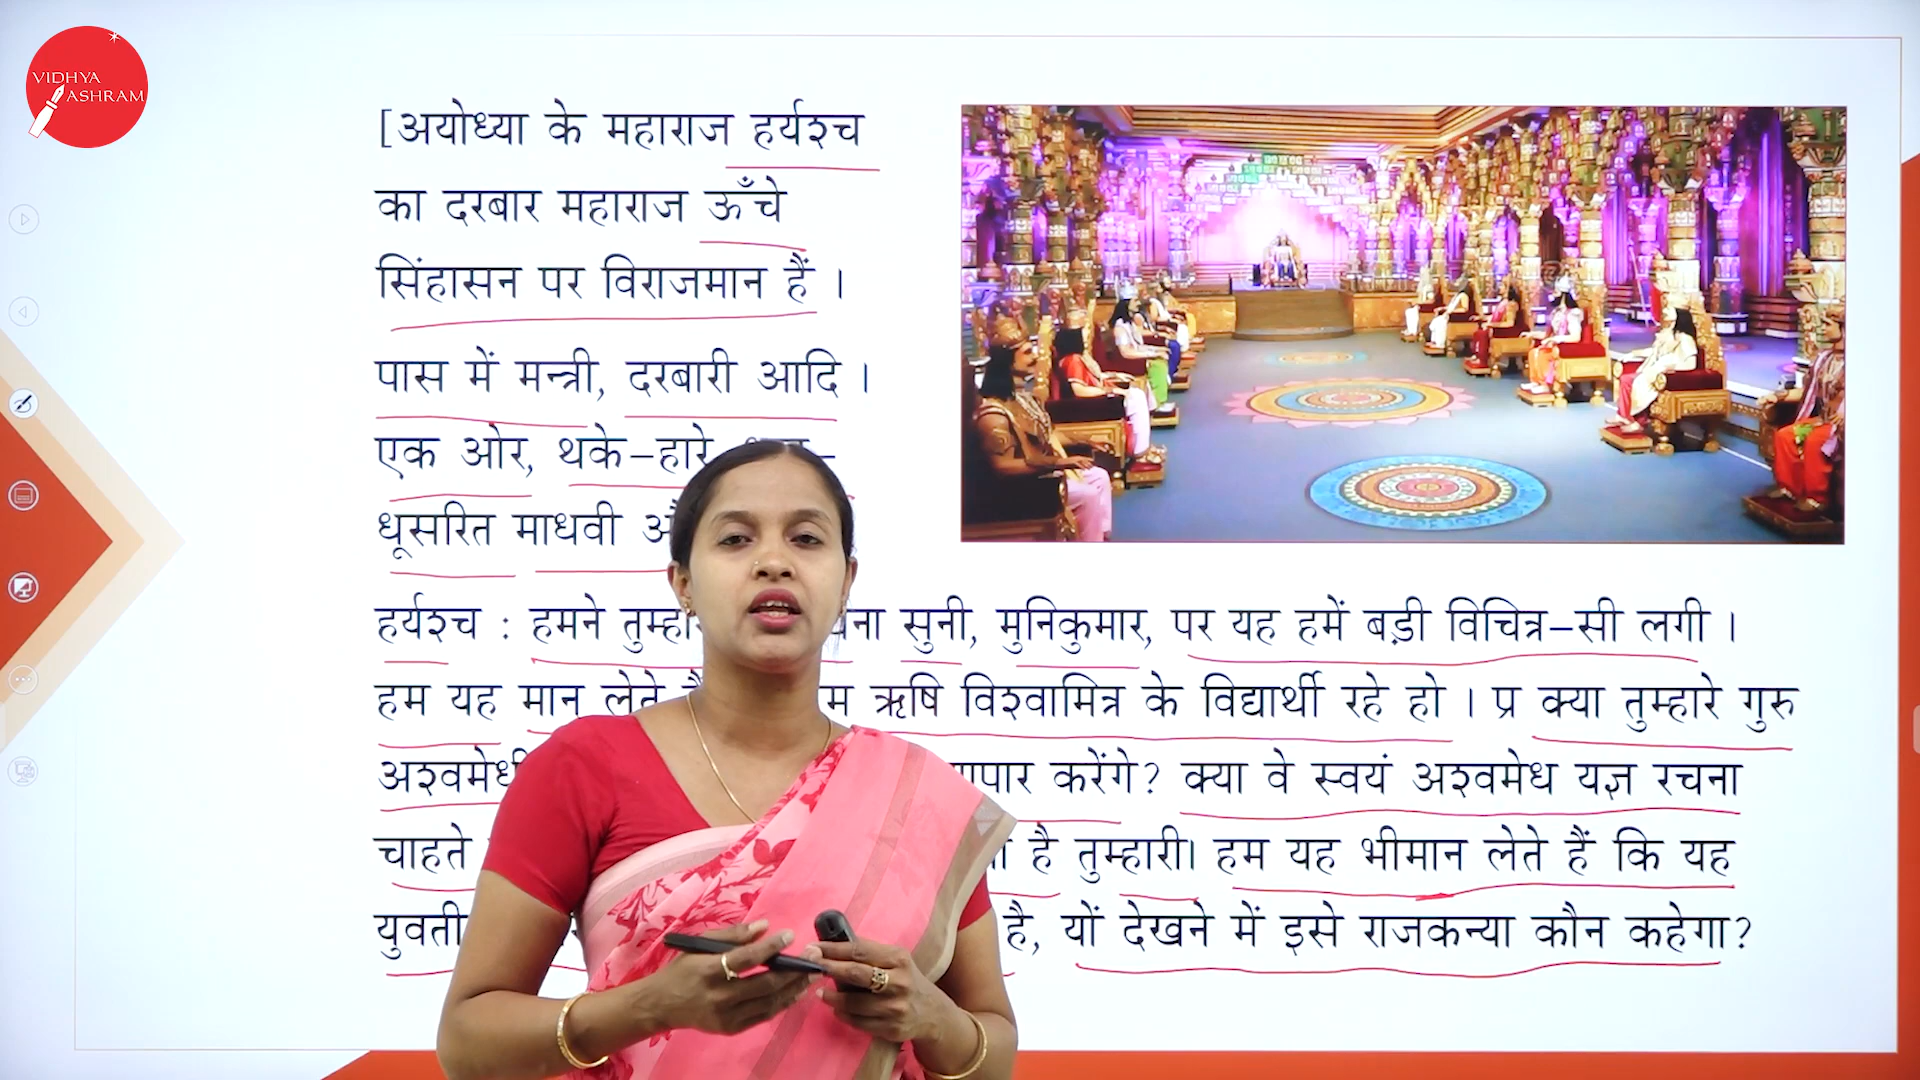 VIDHYA
ASHRAM
[अयोध्या के महाराज हर्यश्च
का दरबार महाराज ऊँचे
सिंहासन पर विराजमान हैं ।
पास में मन्त्री, दरबारी आदि ।
एक ओर, थके-हारे
धूसरित माधवी
हर्यश्च : हमने सुनी, मुनिकुमार, पर यह हमें बड़ी विचित्र-सी लगी ।
हम यह मान लेते ऋषि विश्वामित्र के विद्यार्थी रहे हो । प्र क्या तुम्हारे गुरु
करेंगे? क्या वे स्वयं अश्वमेध यज्ञ रचना
चाहते है तुम्हारी। हम यह भीमान लेते हैं कि यह
युवती है, यों देखने में इसे राजकन्या कौन कहेगा?